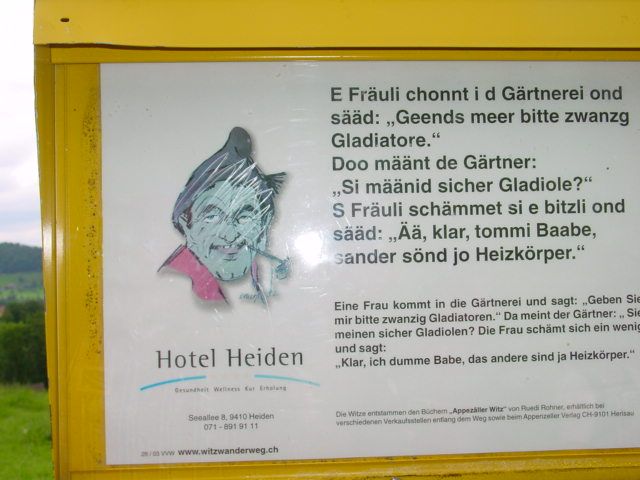 E Fräuli chonnt i d Gärtnerei ond
sääd: „Geends meer bitte zwanzg
Gladiatore.“
Doo määnt de Gärtner:
„Si määnid sicher Gladiole?“
S Fräuli schämmet si e bitzli ond
sääd: „Ää, klar, tommi Baabe,
sander sönd jo Heizkörper.“
Eine Frau kommt in die Gärtnerei und sagt: „Geben Sie
mir bitte zwanzig Gladiatoren.“ Da meint der Gärtner: „Sie
meinen sicher Gladiolen? Die Frau schämt sich ein wenig
und sagt:
„Klar, ich dumme Babe, das andere sind ja Heizkörper.“
Hotel Heiden
Gesundheit Wellness Kur Erholung
Seeallee 8, 9410 Heiden
071 - 891 91 11
28 / 03 VVW www.witzwanderweg.ch
Die Witze entstammen den Büchern „Appezäller Witz“ von Ruedi Rohner, erhältlich bei
verschiedenen Verkaufsstellen entlang dem Weg sowie beim Appenzeller Verlag CH-9101 Herisau